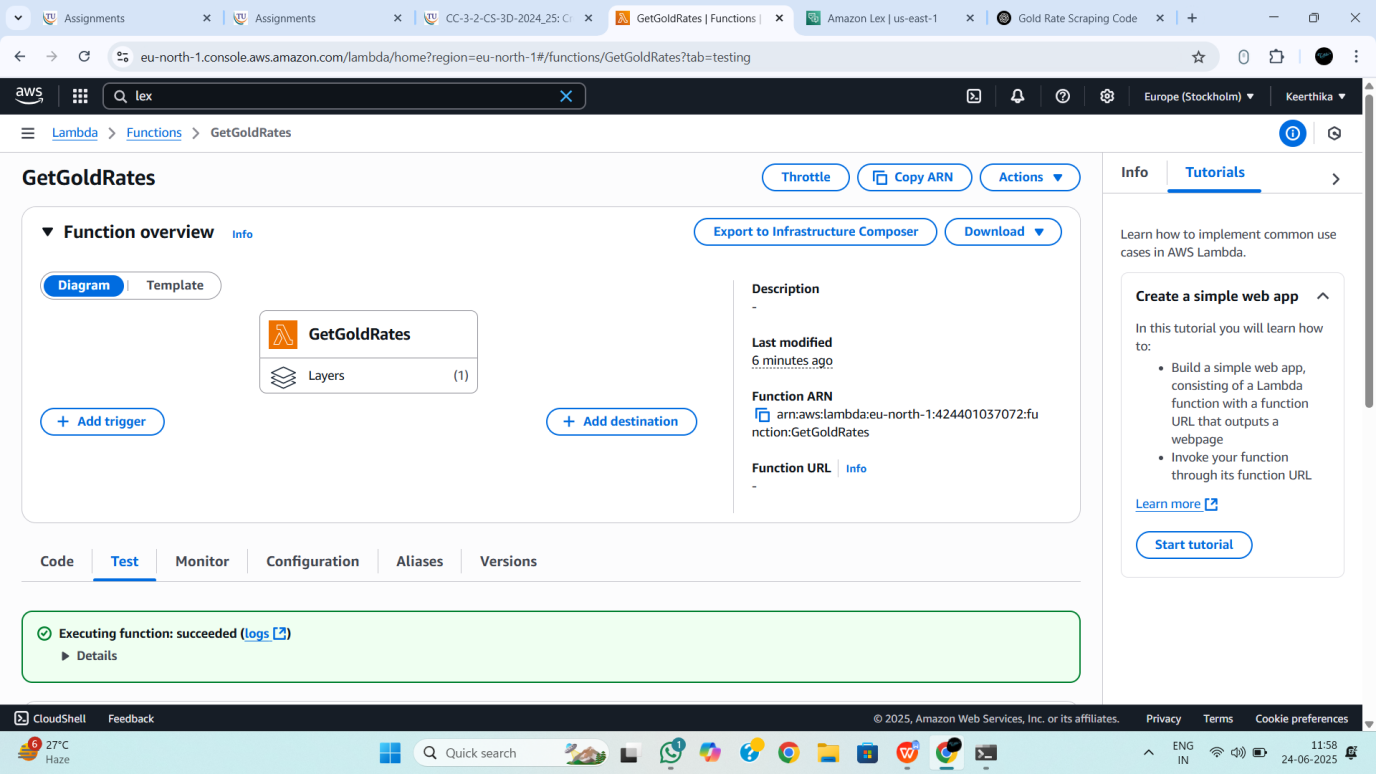 Assignments
Assignments
CC-3-2-CS-3D-2024_25: Cr
GetGoldRates | Functions |
Amazon Lex | us-east-1
Gold Rate Scraping Code
eu-north-1.console.aws.amazon.com/lambda/home?region=eu-north-1#/functions/GetGoldRates?tab=testing
aws
lex
Europe (Stockholm)
Keerthika
Lambda
Functions
GetGoldRates
GetGoldRates
Throttle
Copy ARN
Actions
Function overview
Info
Export to Infrastructure Composer
Download
Diagram
Template
GetGoldRates
Layers
(1)
+ Add trigger
+ Add destination
Description
-
Last modified
6 minutes ago
Function ARN
arn:aws:lambda:eu-north-1:424401037072:fu
nction:GetGoldRates
Function URL
Info
-
Info
Tutorials
Learn how to implement common use
cases in AWS Lambda.
Create a simple web app
In this tutorial you will learn how
to:
• Build a simple web app,
consisting of a Lambda
function with a function
URL that outputs a
webpage
• Invoke your function
through its function URL
Learn more
Start tutorial
Code
Test
Monitor
Configuration
Aliases
Versions
Executing function: succeeded (logs)
Details
CloudShell
Feedback
© 2025, Amazon Web Services, Inc. or its affiliates.
Privacy
Terms
Cookie preferences
6
27°C
Haze
Quick search
1
ENG
IN
11:58
24-06-2025